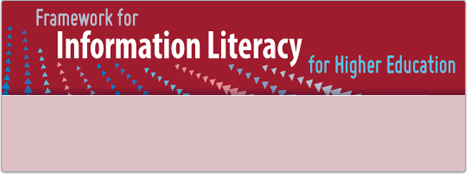 Framework for
Information Literacy
for Higher Education